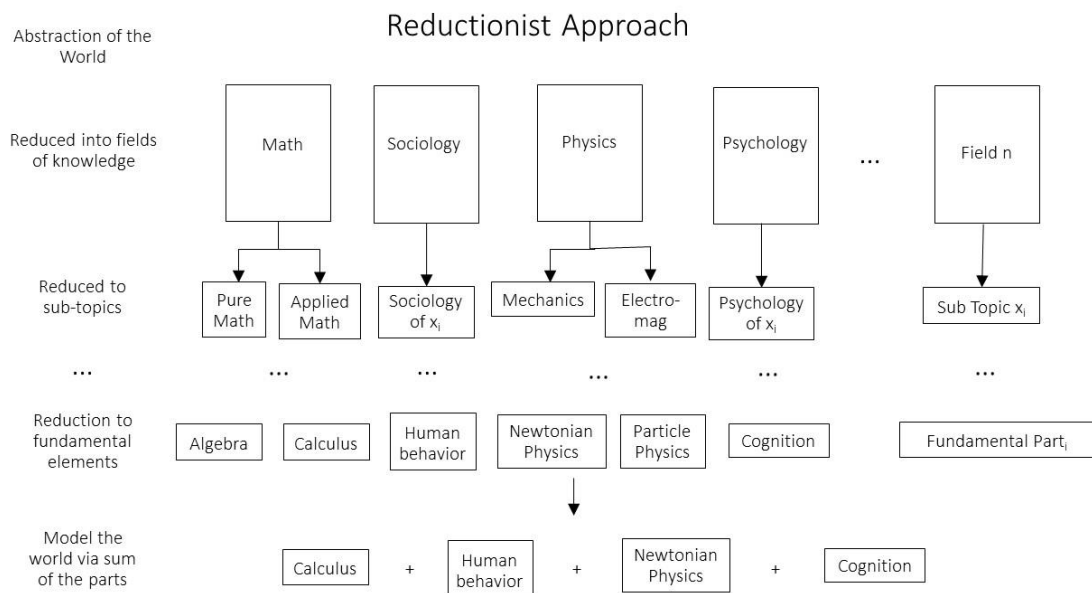 Reductionist Approach
Abstraction of the
World
Reduced into fields
of knowledge
Math
Sociology
Physics
Psychology
...
Field n
Reduced to
sub-topics
Pure
Math
Applied
Math
Sociology
of xi
Mechanics
Electro-
mag
Psychology
of xi
Sub Topic xi
...
...
...
...
...
...
Reduction to
fundamental
elements
Algebra
Calculus
Human
behavior
Newtonian
Physics
Particle
Physics
Cognition
Fundamental Parti
Model the
world via sum
of the parts
Calculus
+
Human
behavior
+
Newtonian
Physics
+
Cognition